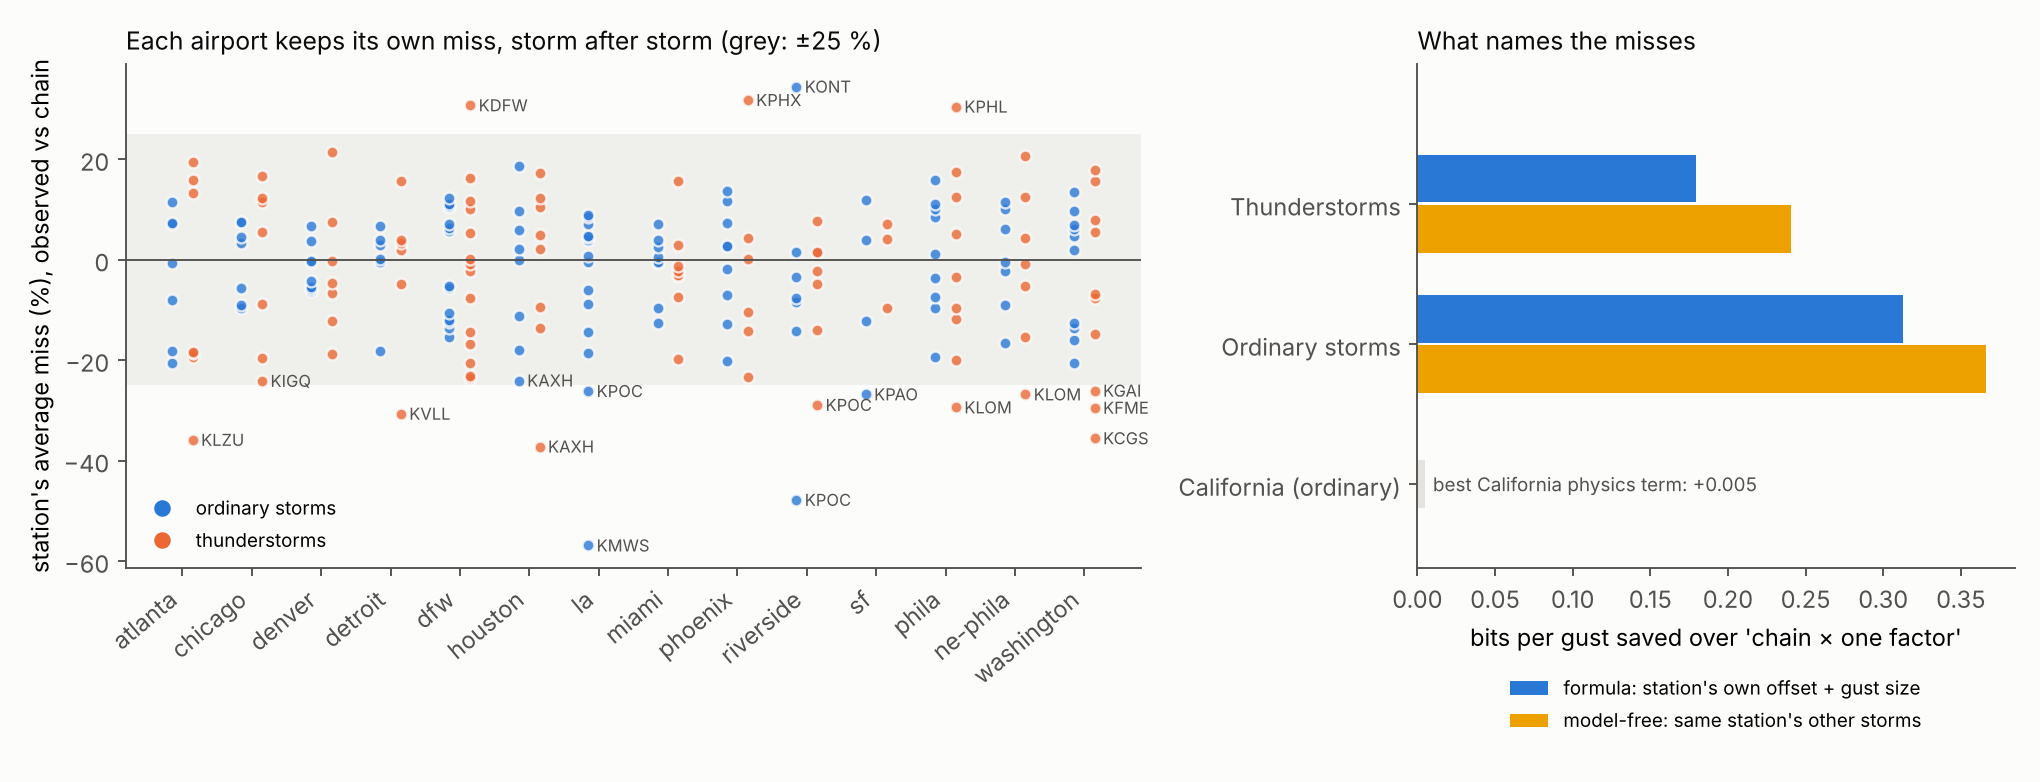 Each airport keeps its own miss, storm after storm (grey: ±25 %)
station's average miss (%), observed vs chain
20
0
−20
−40
−60
KDFW
KPHX
KONT
KPHL
KIGQ
KAXH
KPOC
KPAO
KLOM
KGAI
KVLL
KPOC
KLOM
KFME
KLZU
KAXH
KCGS
KPOC
KMWS
ordinary storms
thunderstorms
atlanta
chicago
denver
detroit
dfw
houston
la
miami
phoenix
riverside
sf
phila
ne-phila
washington
What names the misses
Thunderstorms
Ordinary storms
California (ordinary)
best California physics term: +0.005
0.00
0.05
0.10
0.15
0.20
0.25
0.30
0.35
bits per gust saved over 'chain × one factor'
formula: station's own offset + gust size
model-free: same station's other storms